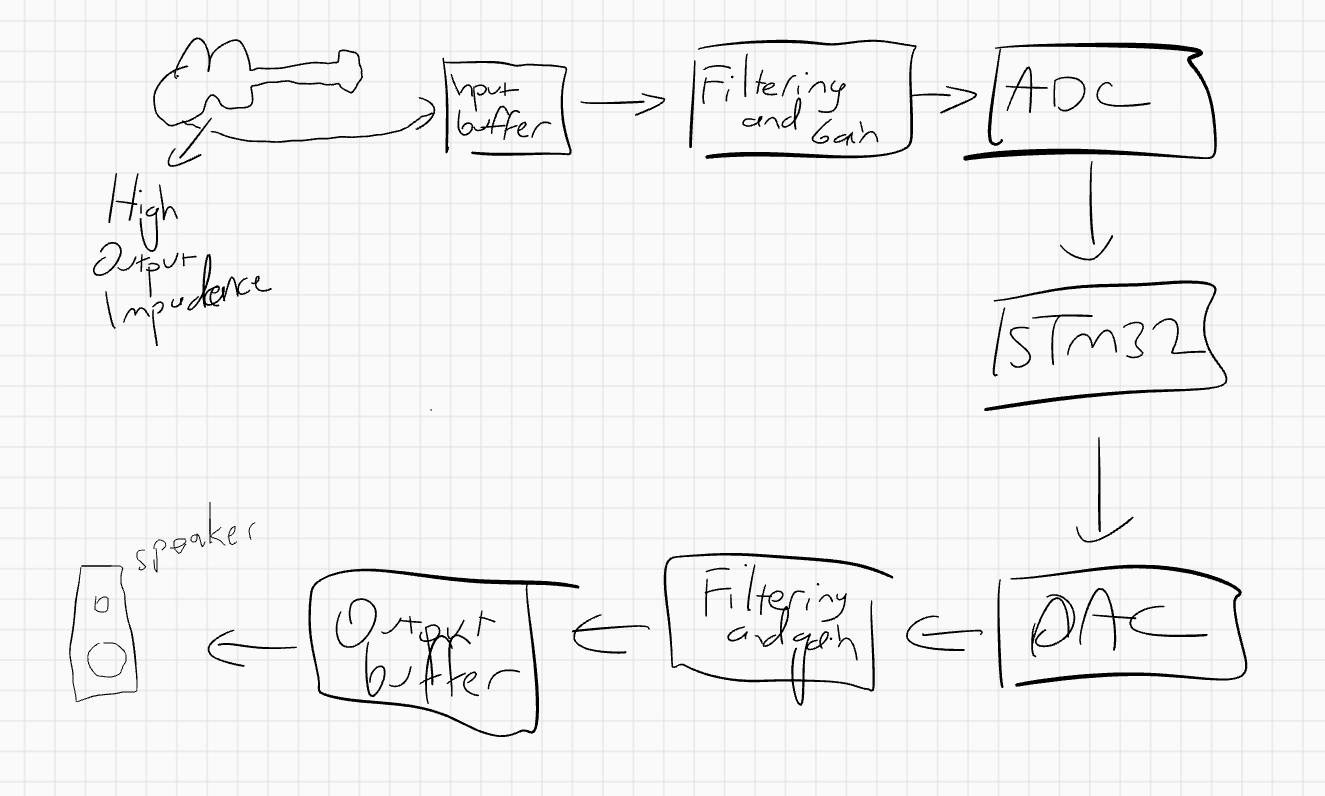 Input
buffer
Filtering
and Gain
ADC
High
Output
Impudence
STM32
speaker
Output
buffer
Filtering
and gain
DAC